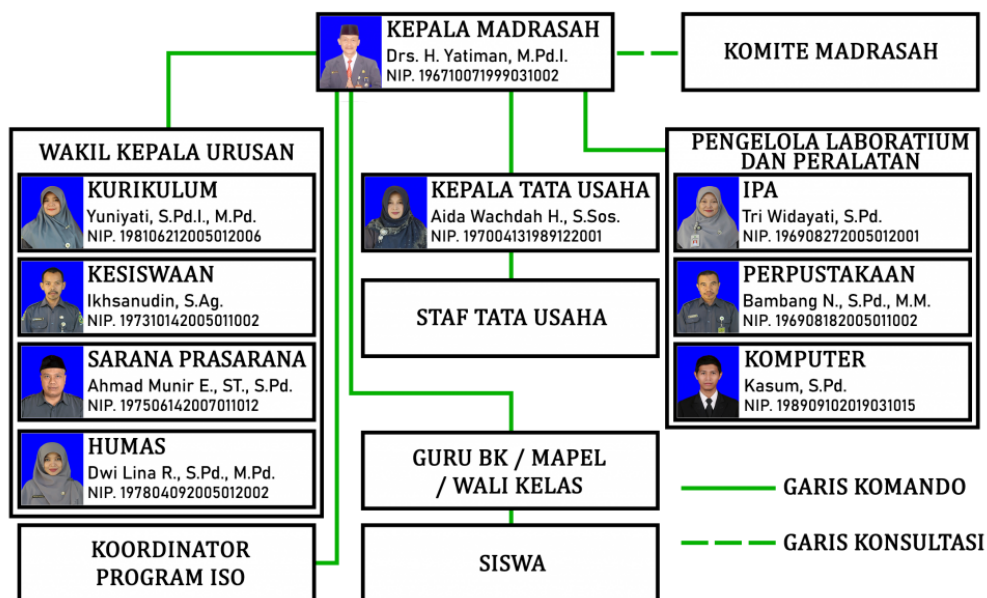 KEPALA MADRASAH
Drs. H. Yatiman, M.Pd.I.
NIP. 196710071999031002
KOMITE MADRASAH
WAKIL KEPALA URUSAN
KURIKULUM
Yuniyati, S.Pd.I., M.Pd.
NIP. 198106212005012006
KESISWAAN
Ikhsanudin, S.Ag.
NIP. 197310142005011002
SARANA PRASARANA
Ahmad Munir E., ST., S.Pd.
NIP. 197506142007011012
HUMAS
Dwi Lina R., S.Pd., M.Pd.
NIP. 197804092005012002
KOORDINATOR
PROGRAM ISO
KEPALA TATA USAHA
Aida Wachdah H., S.Sos.
NIP. 197004131989122001
STAF TATA USAHA
GURU BK / MAPEL
/ WALI KELAS
SISWA
PENGELOLA LABORATIUM
DAN PERALATAN
IPA
Tri Widayati, S.Pd.
NIP. 196908272005012001
PERPUSTAKAAN
Bambang N., S.Pd., M.M.
NIP. 196908182005011002
KOMPUTER
Kasum, S.Pd.
NIP. 198909102019031015
GARIS KOMANDO
GARIS KONSULTASI